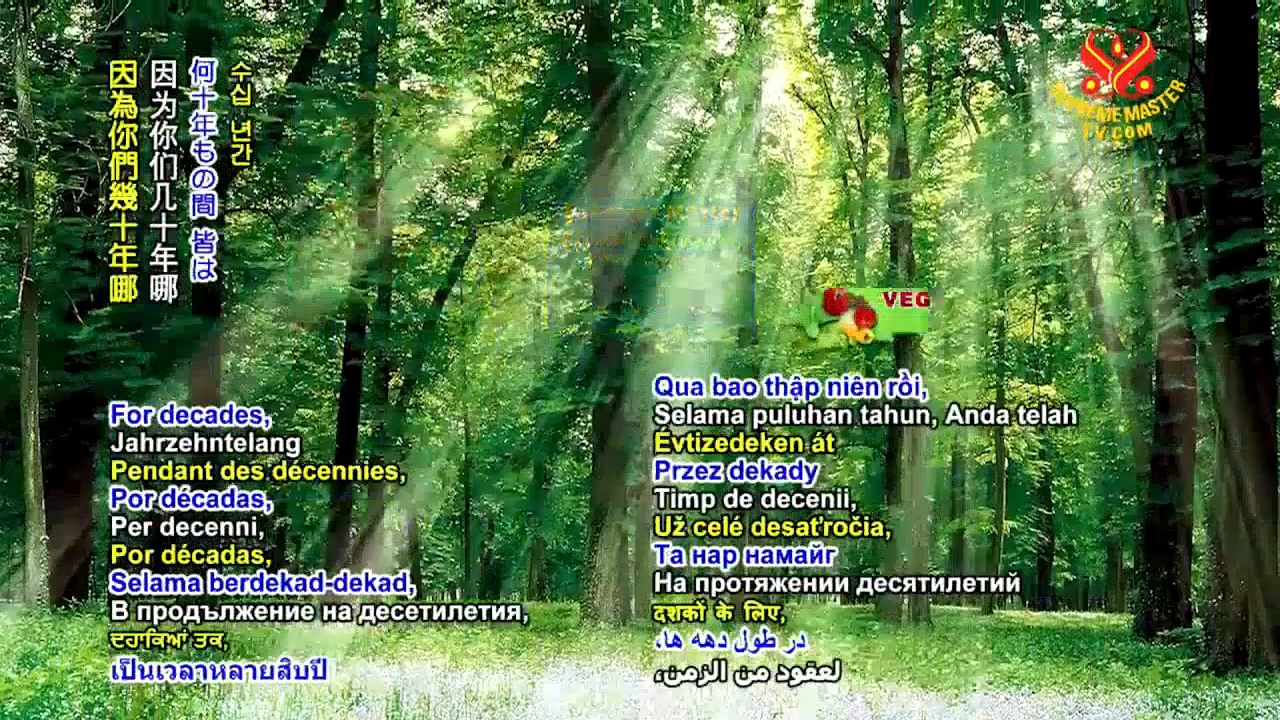 수십 년간
何十年もの間 皆は
因为你们几十年哪
因為你們幾十年哪
SUPREME MASTER
TV.COM
VEG
For decades,
Jahrzehntelang
Pendant des décennies,
Por décadas,
Per decenni,
Por décadas,
Selama berdekad-dekad,
В продължение на десетилетия,
ਦਹਾਕਿਆਂ ਤਕ,
เป็นเวลาหลายสิบปี
Qua bao thập niên rồi,
Selama puluhan tahun, Anda telah
Évtizedeken át
Przez dekady
Timp de decenii,
Už celé desaťročia,
Та нар намайг
На протяжении десятилетий
दशकों के लिए,
در طول دهه ها،
لعقود من الزمن،